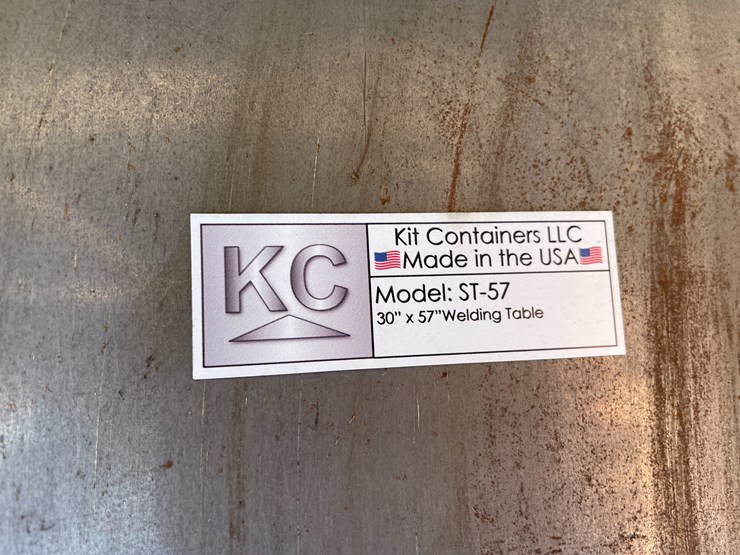 KC
Kit Containers LLC
Made in the USA
Model: ST-57
30" x 57"Welding Table